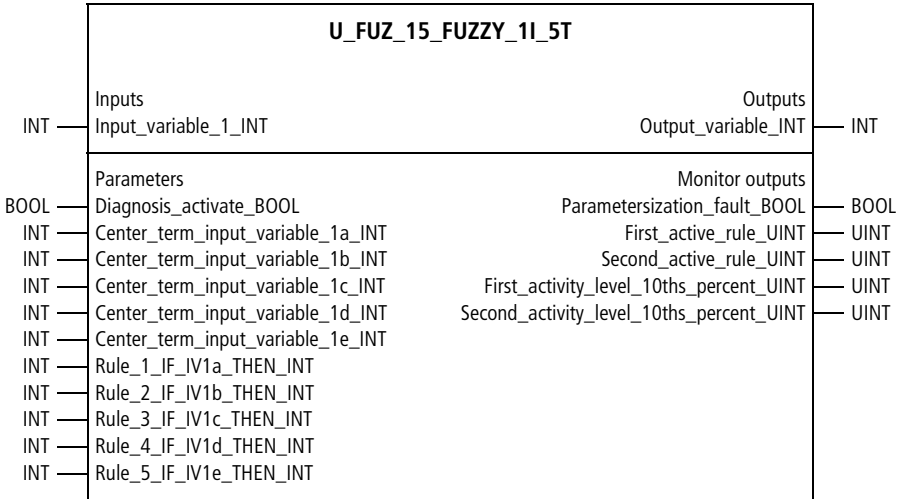 U_FUZ_15_FUZZY_1I_5T
Inputs Outputs
INT Input_variable_1_INT Output_variable_INT INT
Parameters Monitor outputs
BOOL Diagnosis_activate_BOOL Parametersization_fault_BOOL BOOL
INT Center_term_input_variable_1a_INT First_active_rule_UINT UINT
INT Center_term_input_variable_1b_INT Second_active_rule_UINT UINT
INT Center_term_input_variable_1c_INT First_activity_level_10ths_percent_UINT UINT
INT Center_term_input_variable_1d_INT Second_activity_level_10ths_percent_UINT UINT
INT Center_term_input_variable_1e_INT
INT Rule_1_IF_IV1a_THEN_INT
INT Rule_2_IF_IV1b_THEN_INT
INT Rule_3_IF_IV1c_THEN_INT
INT Rule_4_IF_IV1d_THEN_INT
INT Rule_5_IF_IV1e_THEN_INT